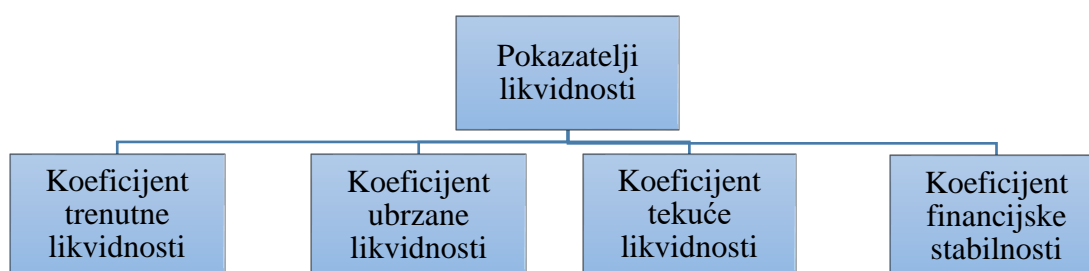 Pokazatelji
likvidnosti
Koeficijent
trenutne
likvidnosti
Koeficijent
ubrzane
likvidnosti
Koeficijent
tekuće
likvidnosti
Koeficijent
financijske
stabilnosti